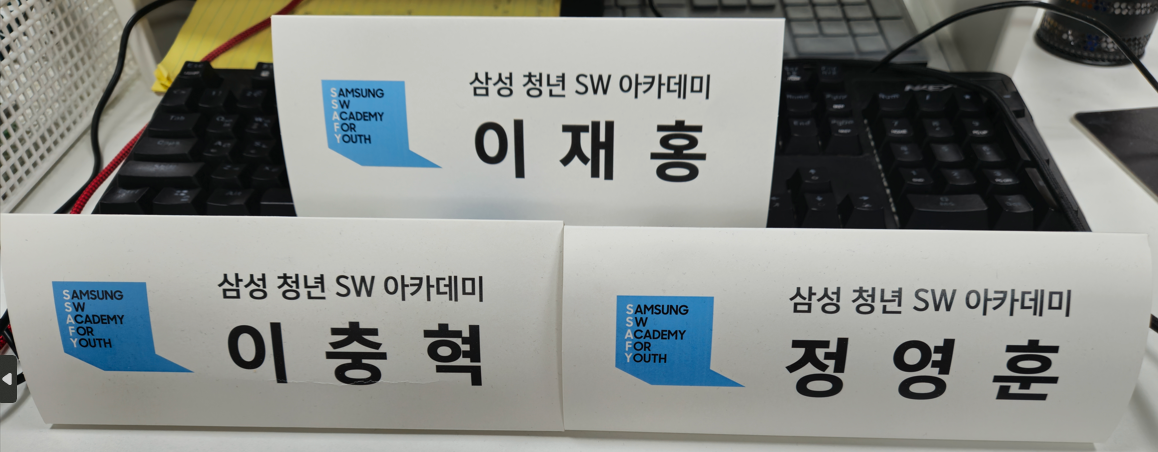 삼성 청년 SW 아카데미
SAMSUNG
SW
ACADEMY
FOR
YOUTH
이 재 홍
삼성 청년 SW 아카데미
SAMSUNG
SW
ACADEMY
FOR
YOUTH
이 충 혁
삼성 청년 SW 아카데미
SAMSUNG
SW
ACADEMY
FOR
YOUTH
정 영 훈